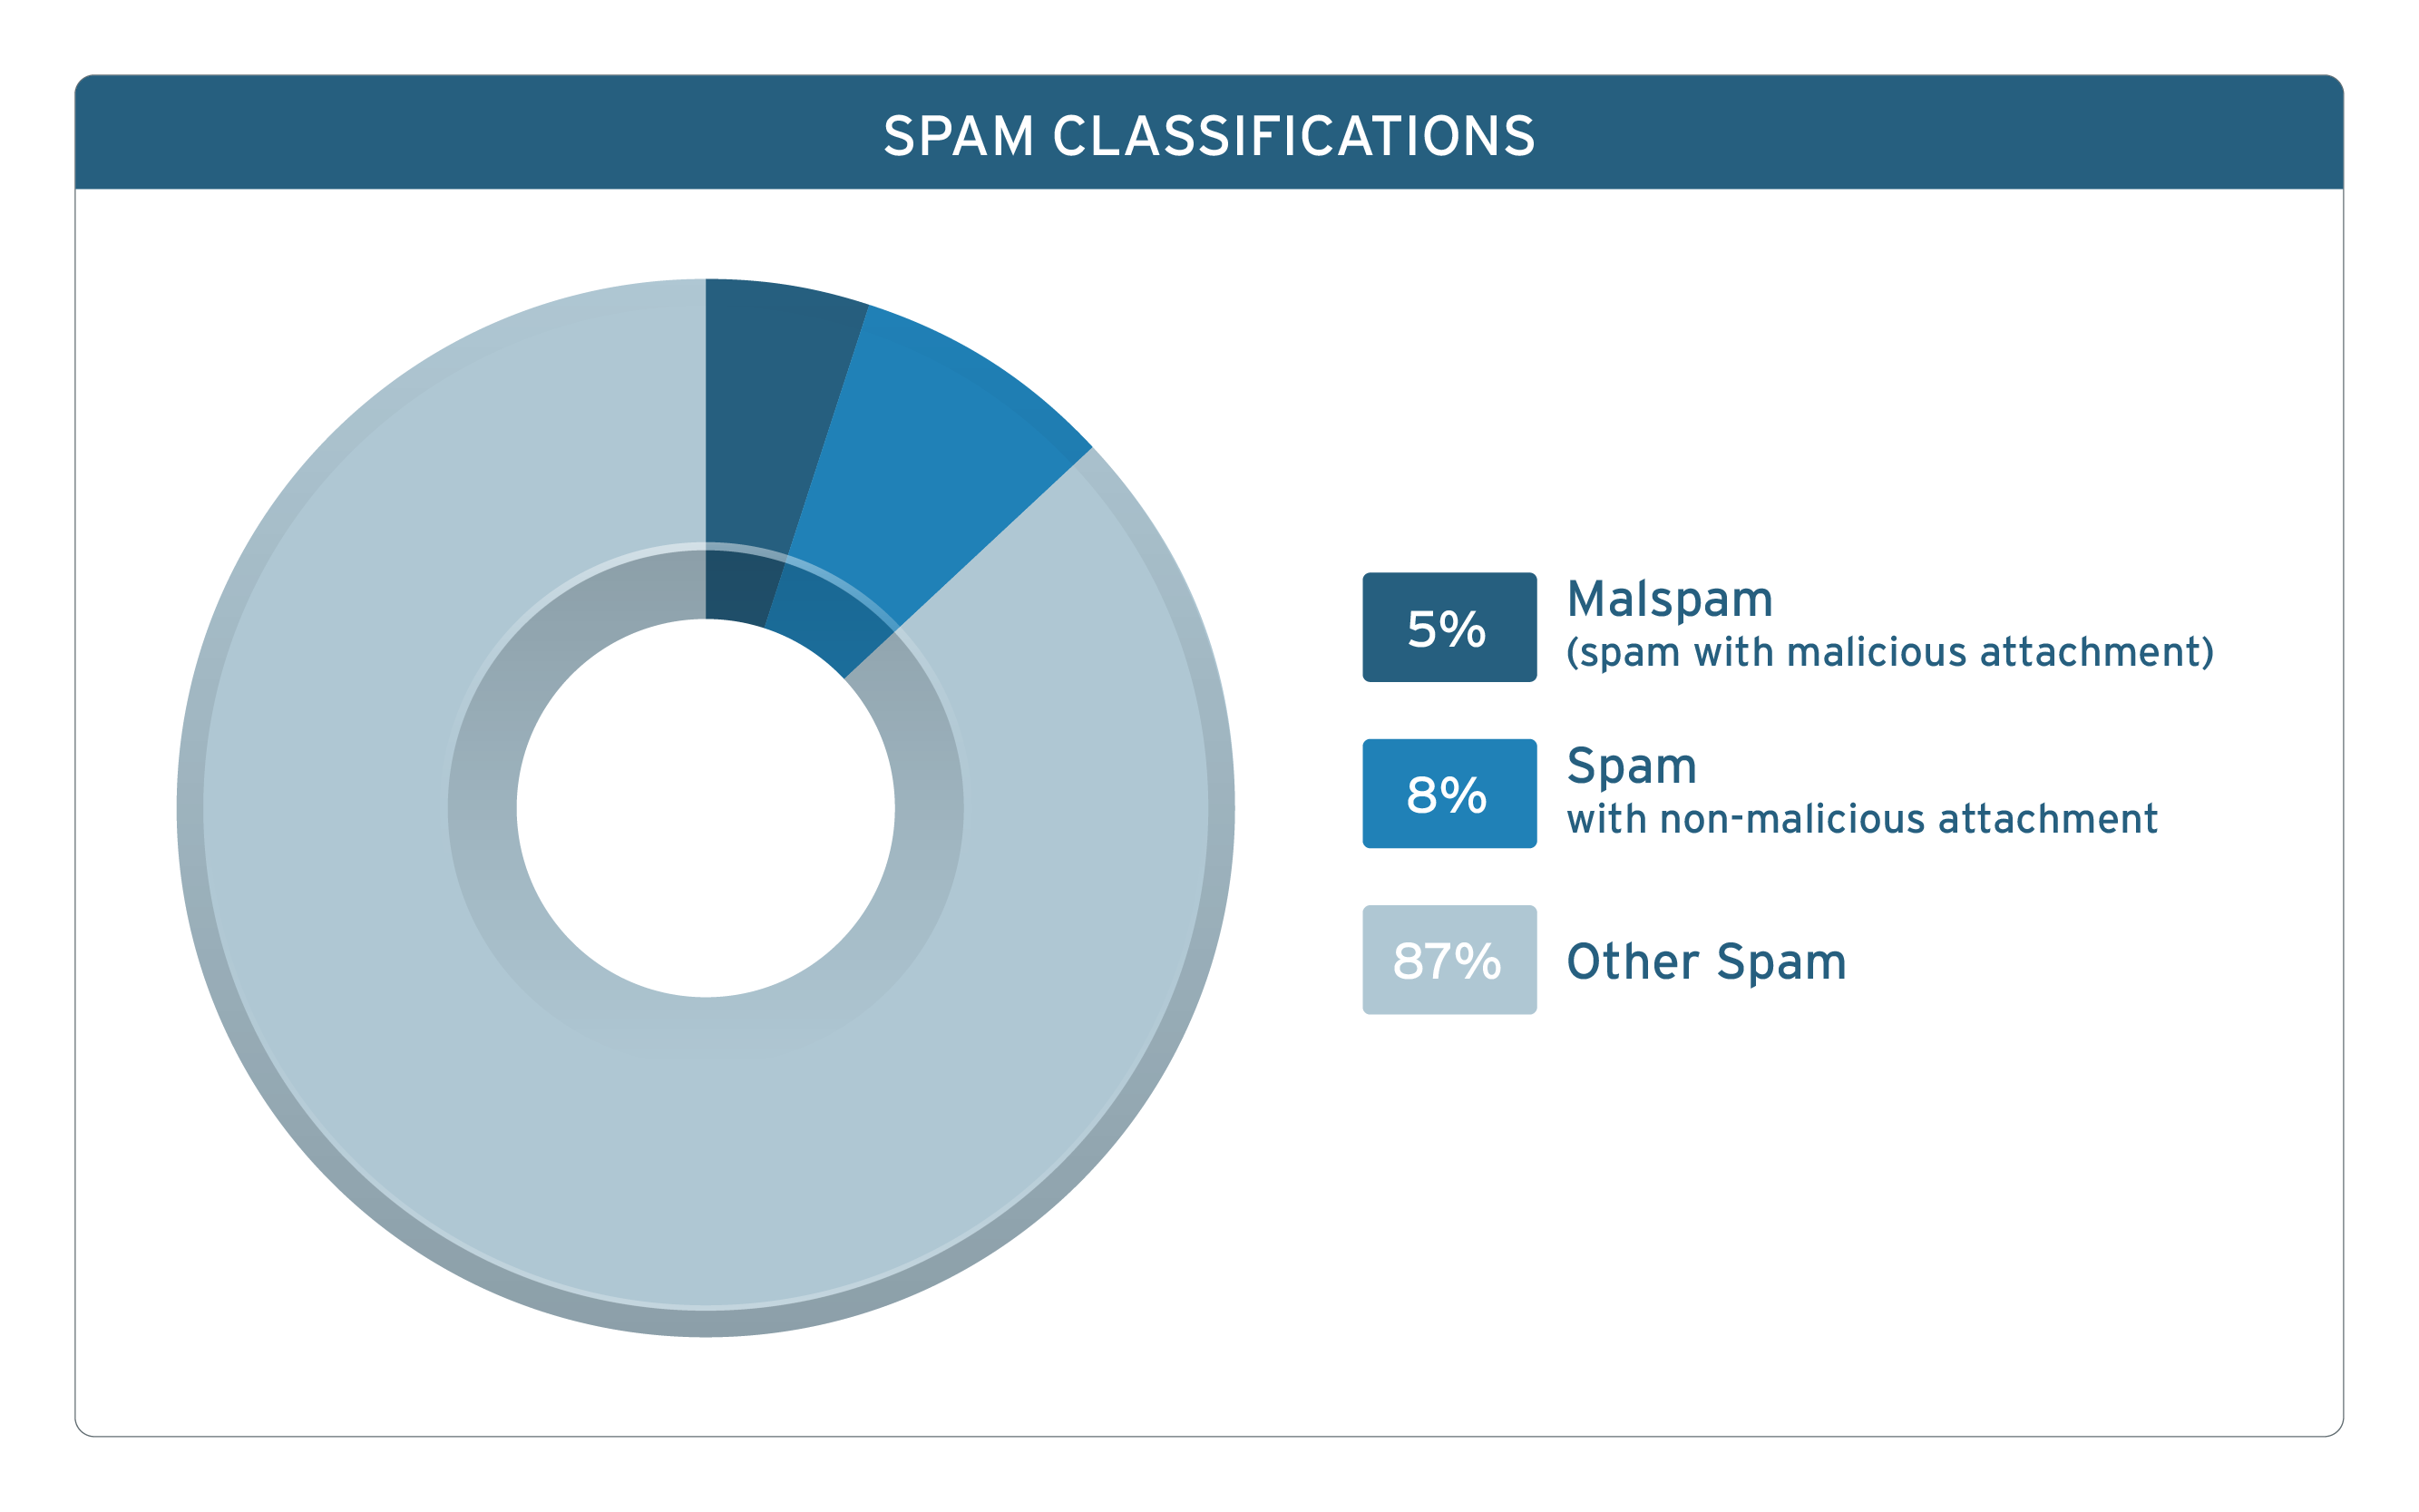 SPAM CLASSIFICATIONS
5%
Malspam
(spam with malicious attachment)
8%
Spam
with non-malicious attachment
87%
Other Spam